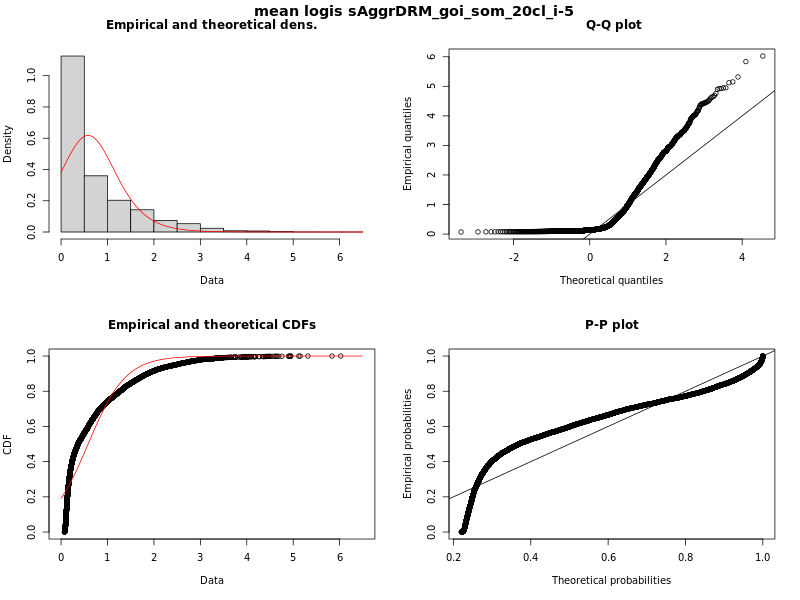 mean logis sAggrDRM_goi_som_20cl_i-5
Empirical and theoretical dens.
Density
0.0 0.2 0.4 0.6 0.8 1.0
0 1 2 3 4 5 6
Data
Q-Q plot
Empirical quantiles
0 1 2 3 4 5 6
-2 0 2 4
Theoretical quantiles
Empirical and theoretical CDFs
CDF
0.0 0.2 0.4 0.6 0.8 1.0
0 1 2 3 4 5 6
Data
P-P plot
Empirical probabilities
0.0 0.2 0.4 0.6 0.8 1.0
0.2 0.4 0.6 0.8 1.0
Theoretical probabilities